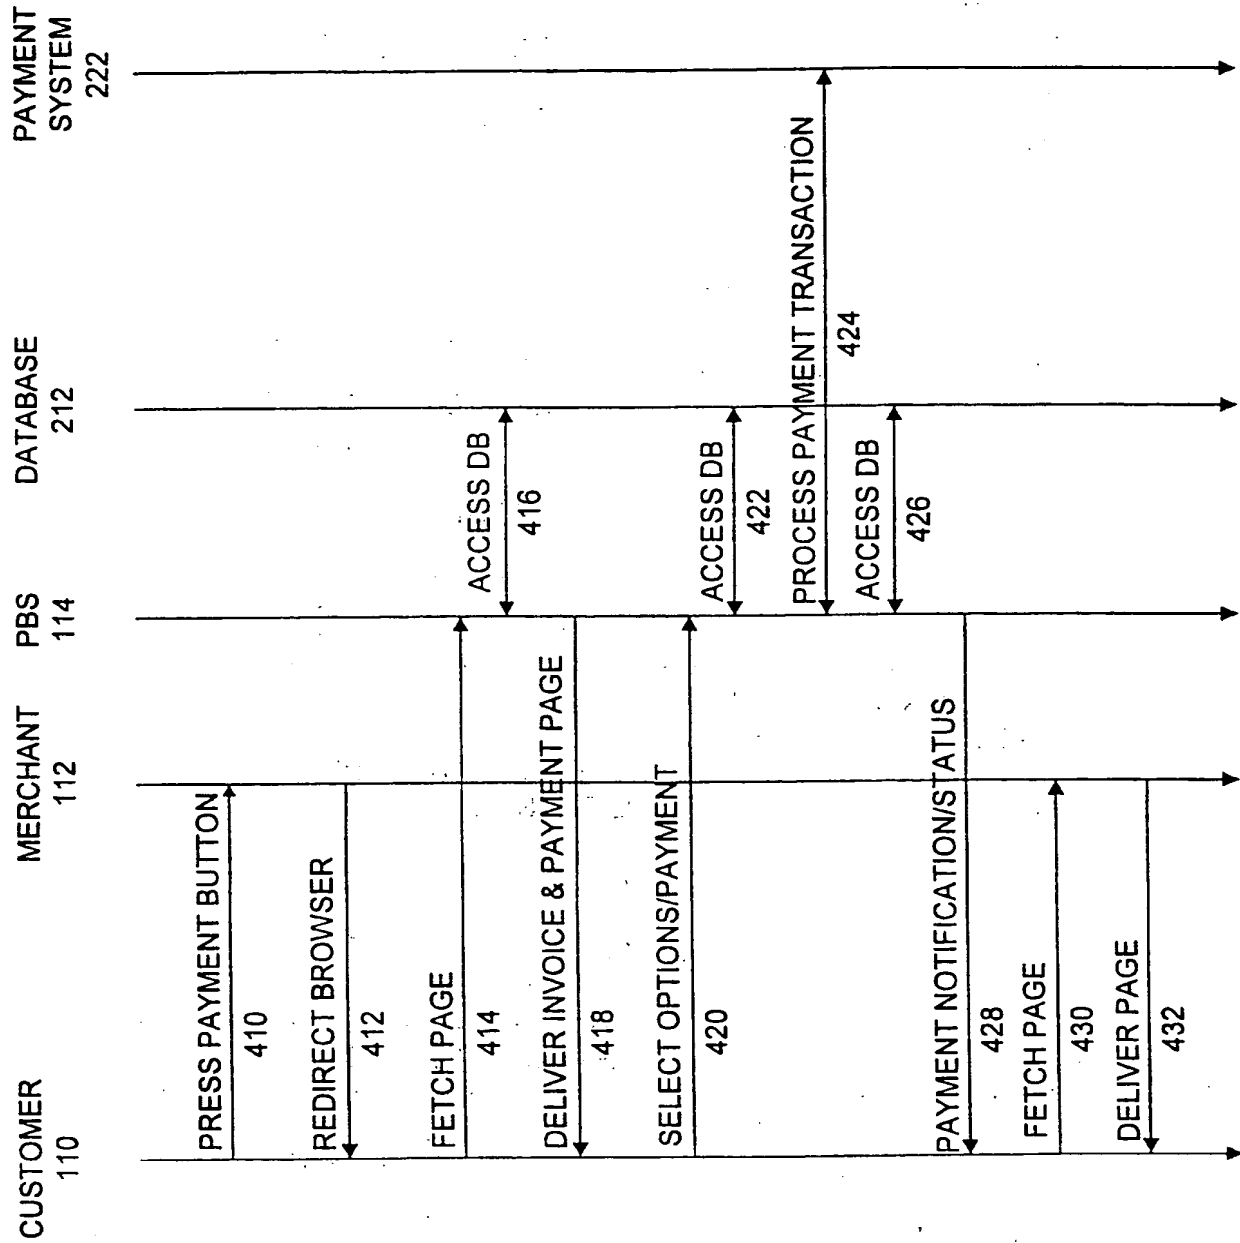 CUSTOMER
110
MERCHANT
112
PBS
114
DATABASE
212
PAYMENT
SYSTEM
222
PRESS PAYMENT BUTTON
410
REDIRECT BROWSER
412
FETCH PAGE
414
ACCESS DB
416
DELIVER INVOICE & PAYMENT PAGE
418
SELECT OPTIONS/PAYMENT
420
ACCESS DB
422
PROCESS PAYMENT TRANSACTION
424
ACCESS DB
426
PAYMENT NOTIFICATION/STATUS
428
FETCH PAGE
430
DELIVER PAGE
432